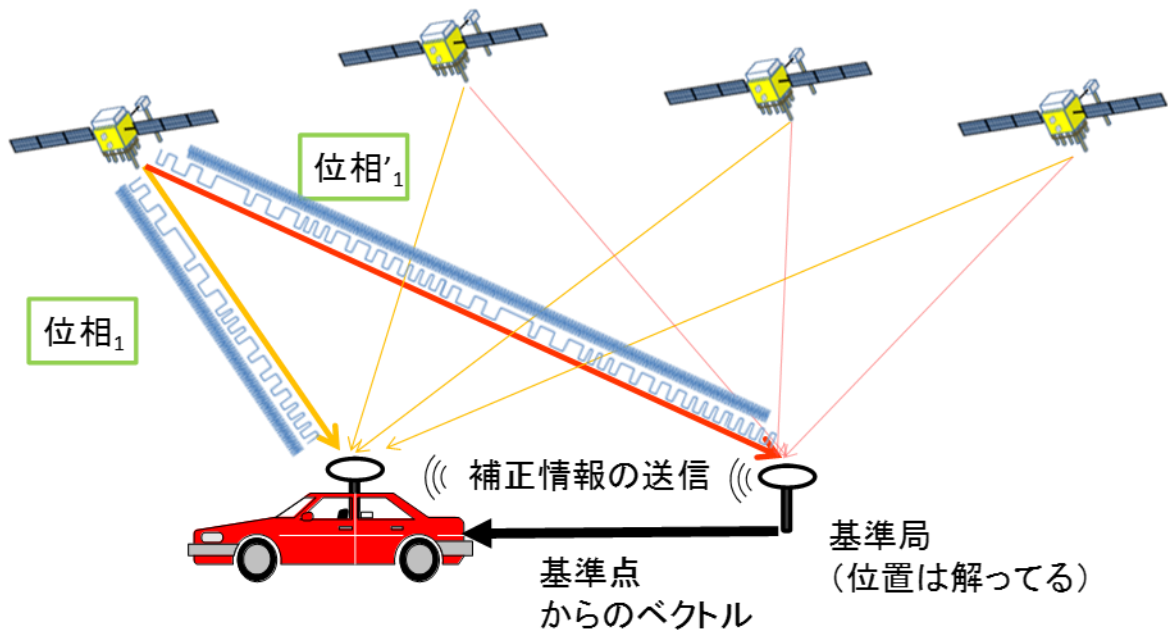 位相'₁
位相₁
補正情報の送信
基準点
からのベクトル
基準局
（位置は解ってる）